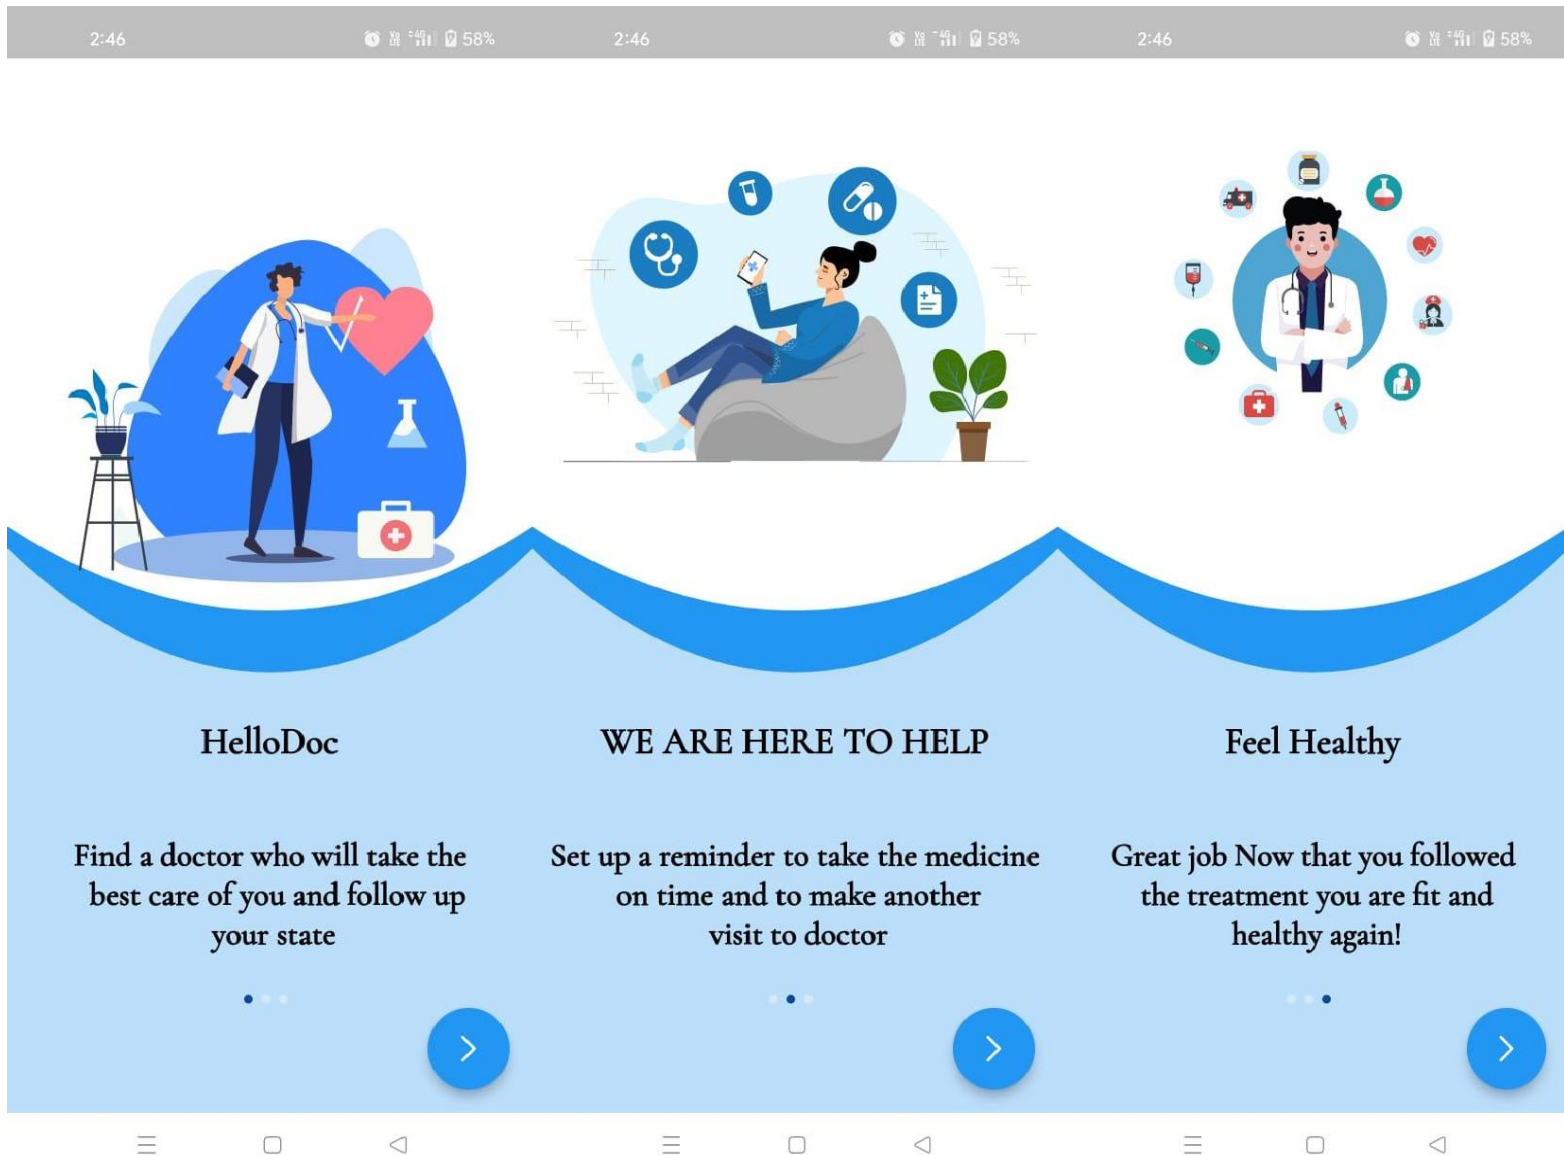 2:46
58%
2:46
58%
2:46
58%
HelloDoc
Find a doctor who will take the
best care of you and follow up
your state
WE ARE HERE TO HELP
Set up a reminder to take the medicine
on time and to make another
visit to doctor
Feel Healthy
Great job Now that you followed
the treatment you are fit and
healthy again!